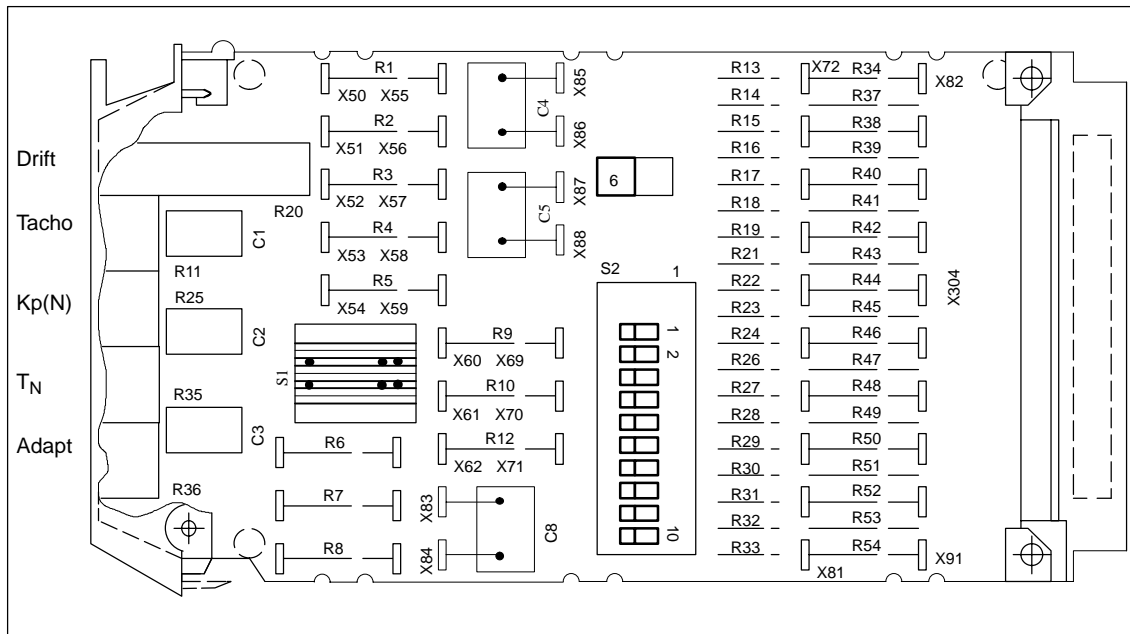 Drift
Tacho
Kp(N)
TN
Adapt
R20
R11
R25
R35
R36
C1
C2
C3
R1
X50 X55
R2
X51 X56
R3
X52 X57
R4
X53 X58
R5
X54 X59
S1
R6
R7
R8
C4
X85
X86
C5
X87
X88
R9
X60 X69
R10
X61 X70
R12
X62 X71
X83
X84
C8
6
S2 1
1
2
10
R13
R14
R15
R16
R17
R18
R19
R21
R22
R23
R24
R26
R27
R28
R29
R30
R31
R32
R33
X72 R34 X82
R37
R38
R39
R40
R41
R42
R43
R44
R45
R46
R47
R48
R49
R50
R51
R52
R53
R54
X81 X91
X304